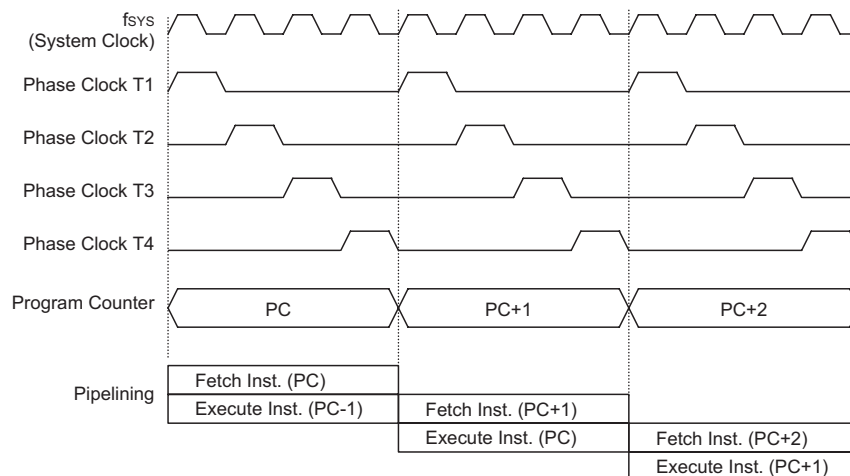 fSYS
(System Clock)
Phase Clock T1
Phase Clock T2
Phase Clock T3
Phase Clock T4
Program Counter
PC
PC+1
PC+2
Pipelining
Fetch Inst. (PC)
Execute Inst. (PC-1)
Fetch Inst. (PC+1)
Execute Inst. (PC)
Fetch Inst. (PC+2)
Execute Inst. (PC+1)